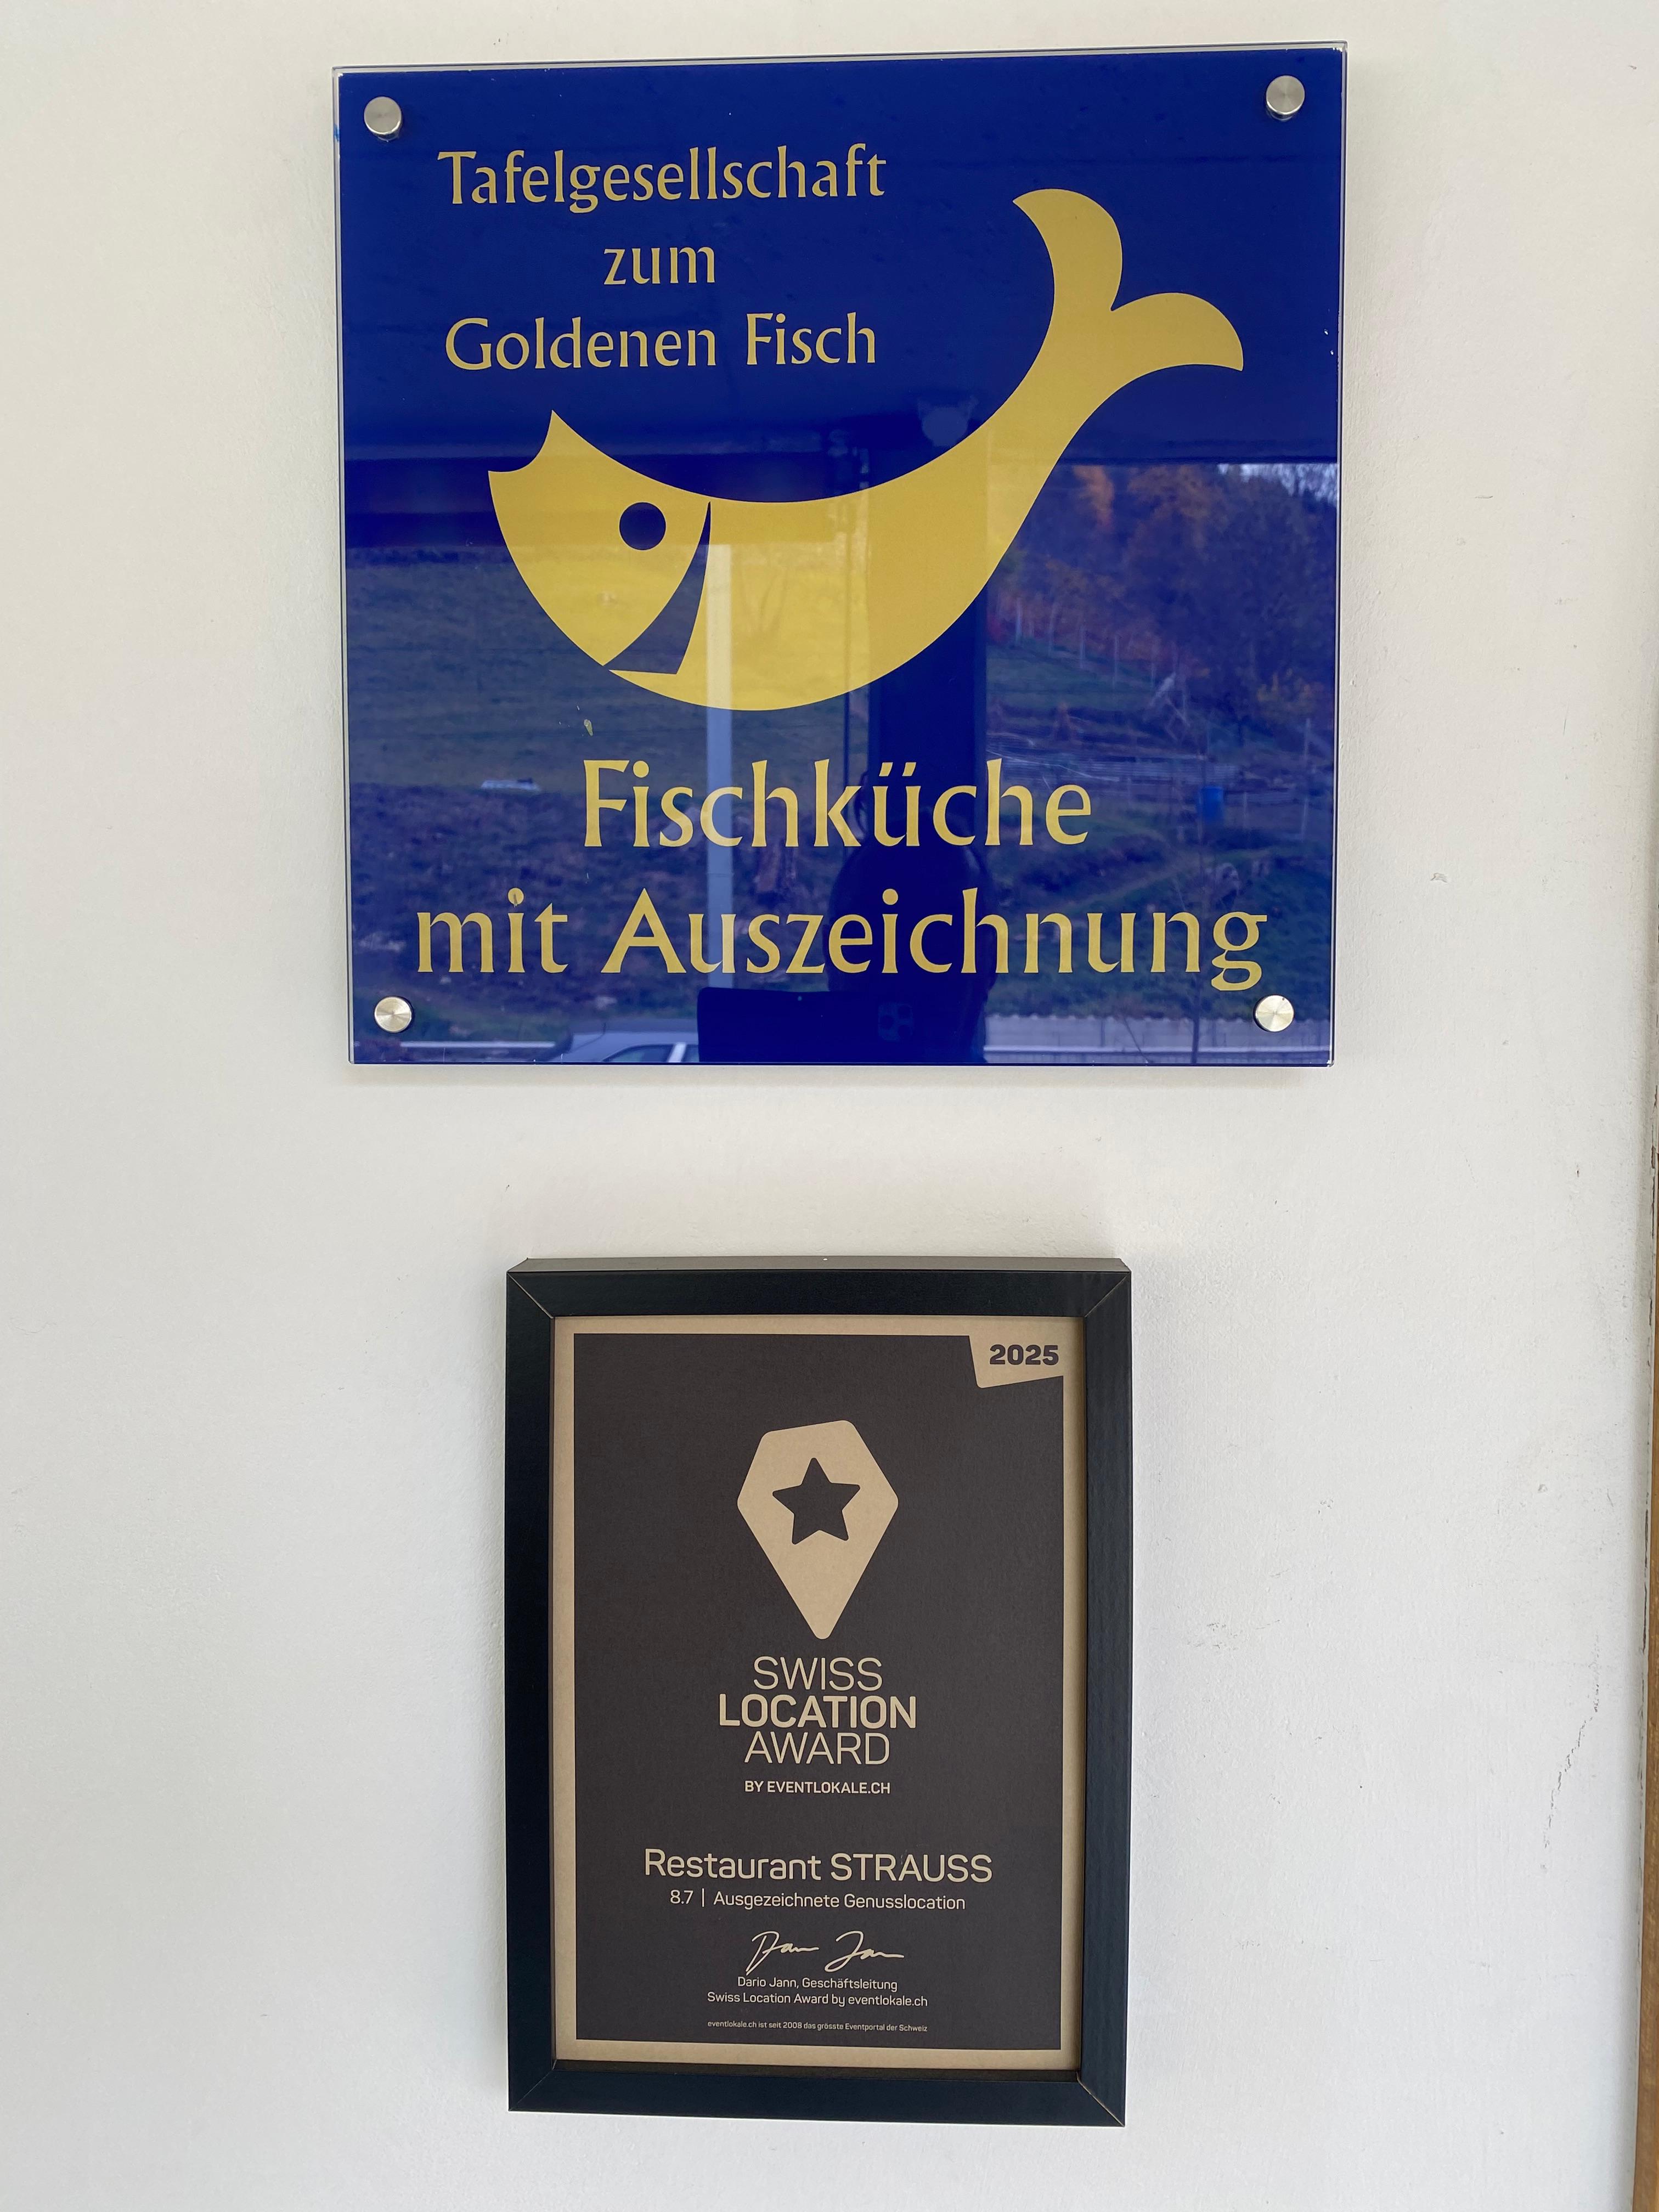 Tafelgesellschaft
zum
Goldenen Fisch
Fischküche
mit Auszeichnung
2025
SWISS
LOCATION
AWARD
BY EVENTLOKALE.CH
Restaurant STRAUSS
8.7 | Ausgezeichnete Genusslocation
Dario Jann, Geschäftsleitung
Swiss Location Award by eventlokale.ch
eventlokale.ch ist seit 2008 das grösste Eventportal der Schweiz